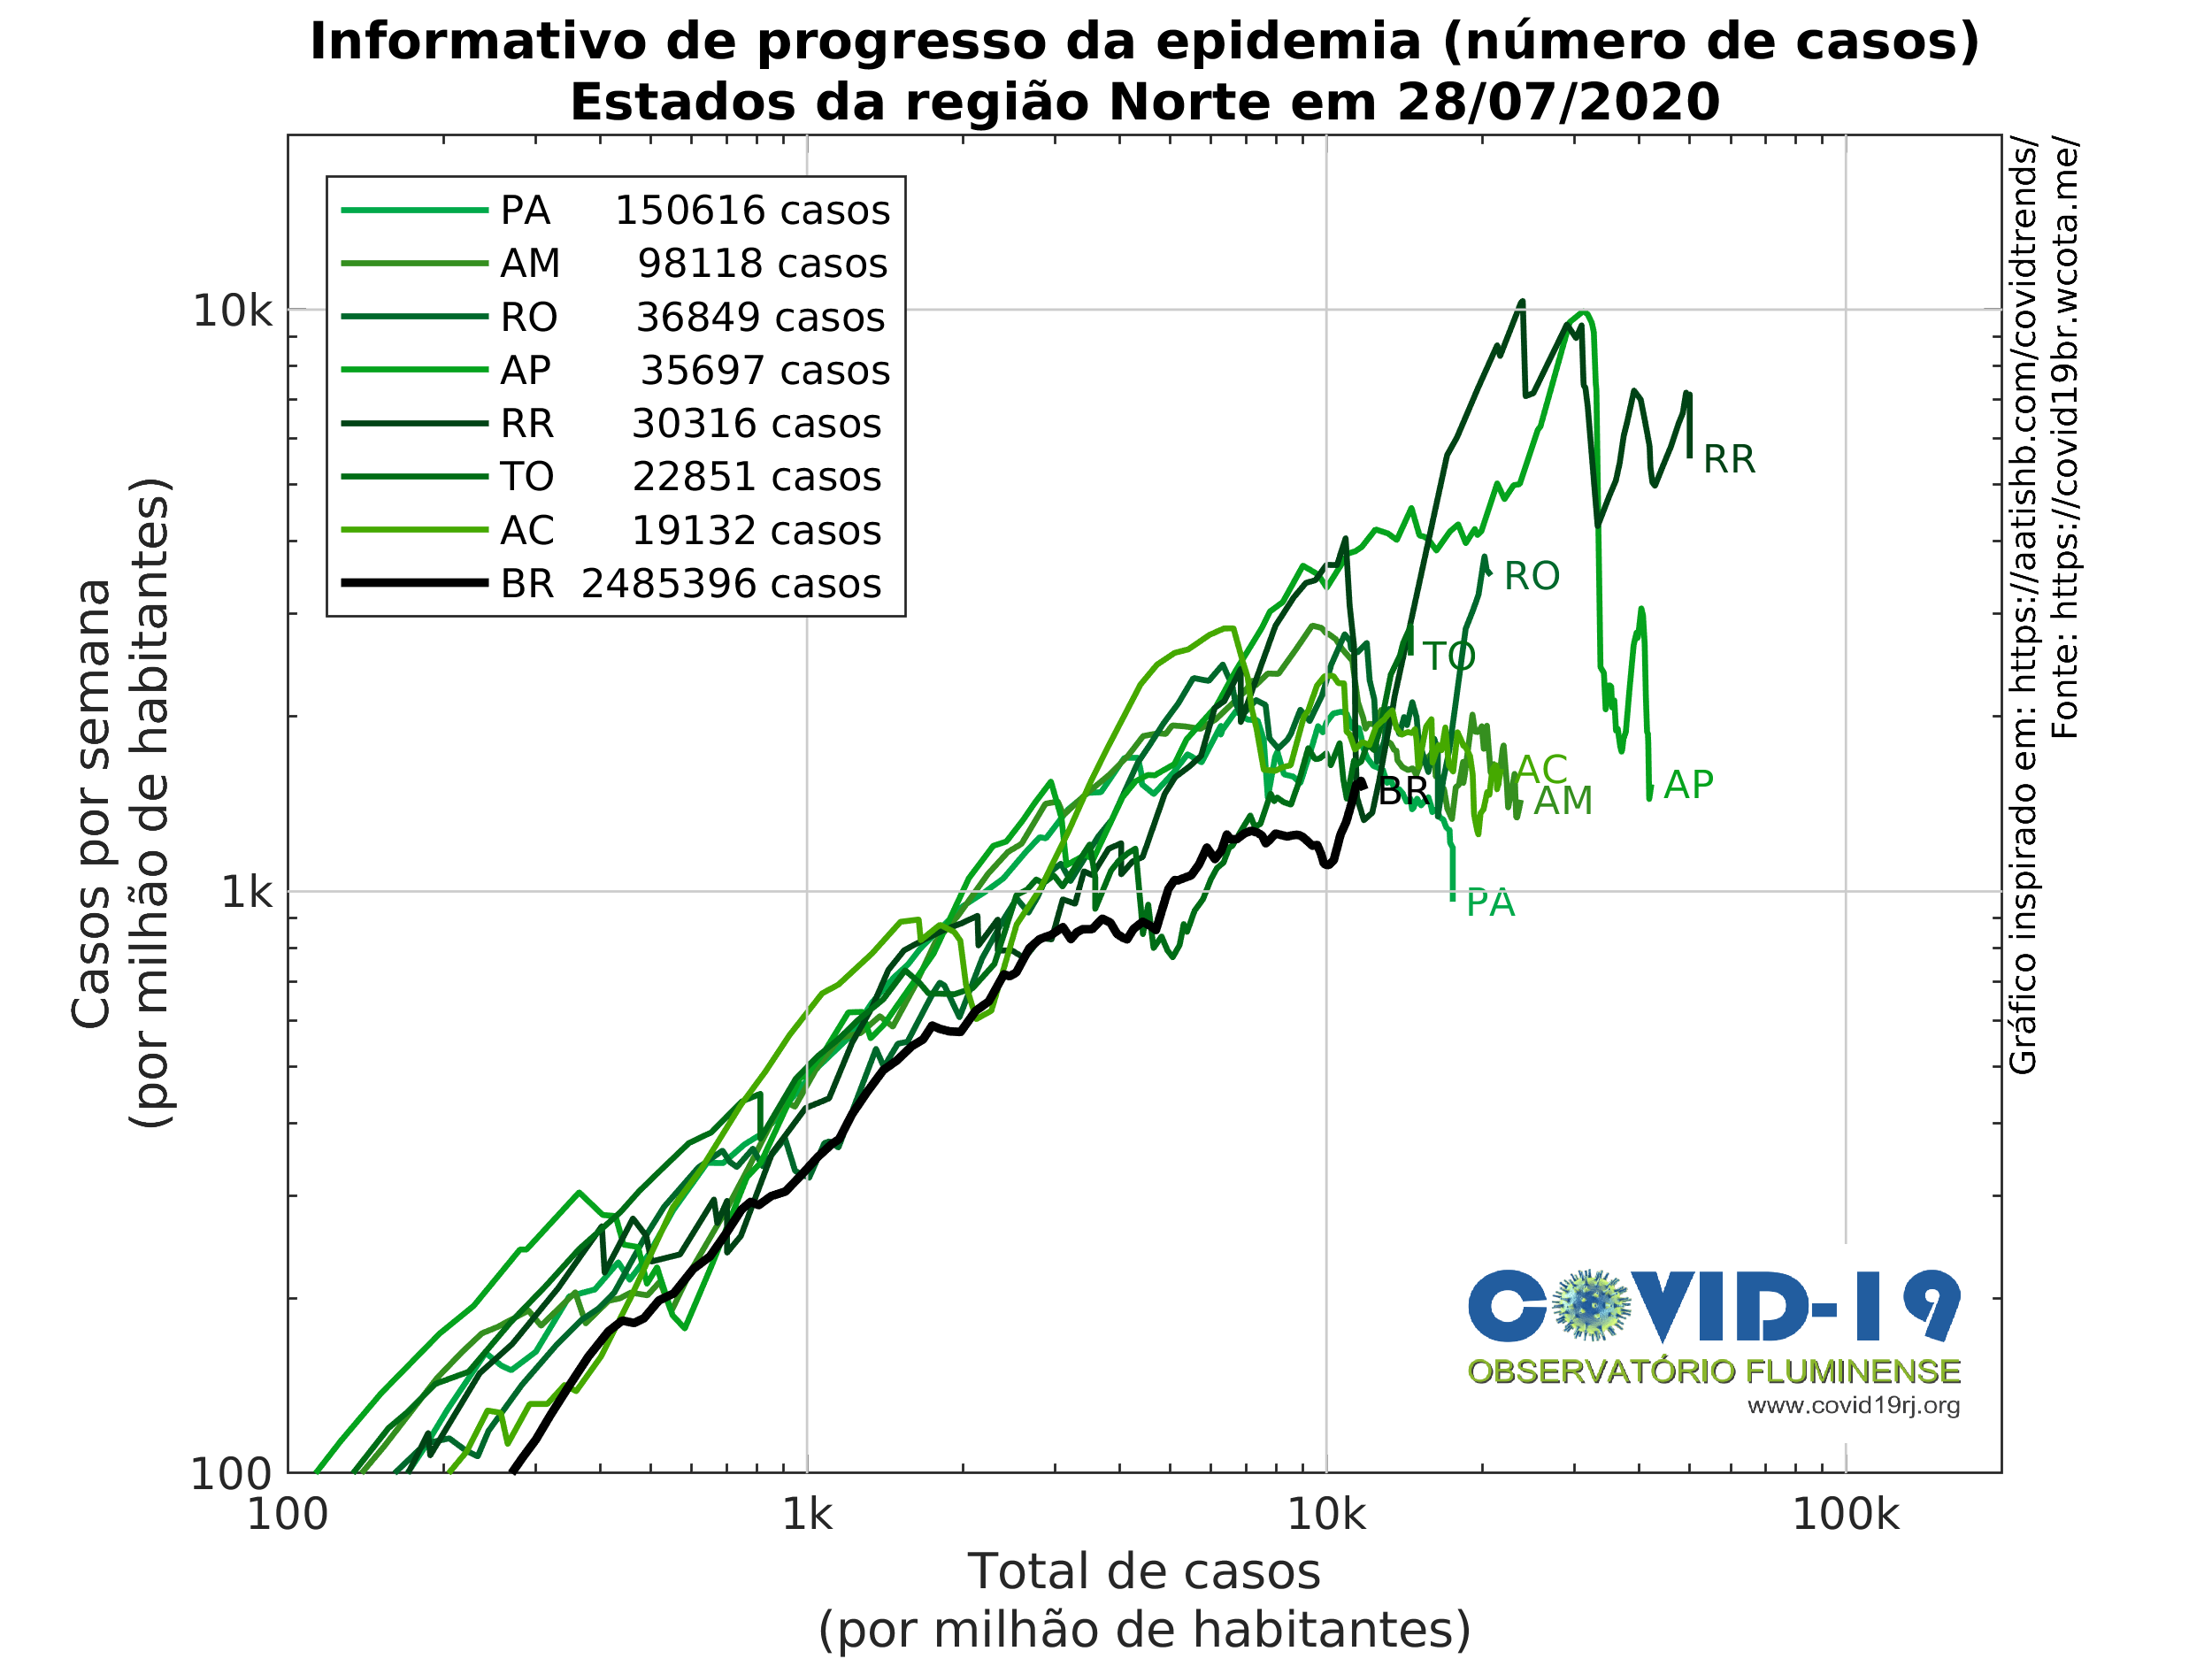 Informativo de progresso da epidemia (número de casos)
Estados da região Norte em 28/07/2020
PA 150616 casos
AM 98118 casos
RO 36849 casos
AP 35697 casos
RR 30316 casos
TO 22851 casos
AC 19132 casos
BR 2485396 casos
10k
1k
100
Casos por semana
(por milhão de habitantes)
RR
RO
TO
AC
AP
BR
AM
PA
Gráfico inspirado em: https://aatishb.com/covidtrends/
Fonte: https://covid19br.wcota.me/
COVID-19
OBSERVATÓRIO FLUMINENSE
www.covid19rj.org
100
1k
10k
100k
Total de casos
(por milhão de habitantes)